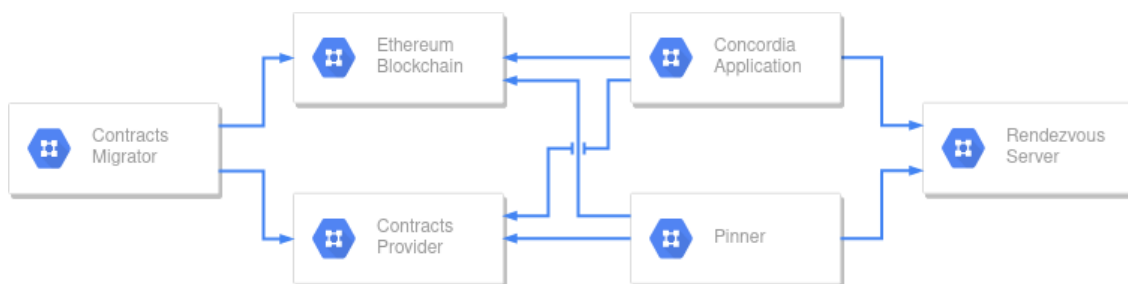 Ethereum
Blockchain
Concordia
Application
Contracts
Migrator
Rendezvous
Server
Contracts
Provider
Pinner